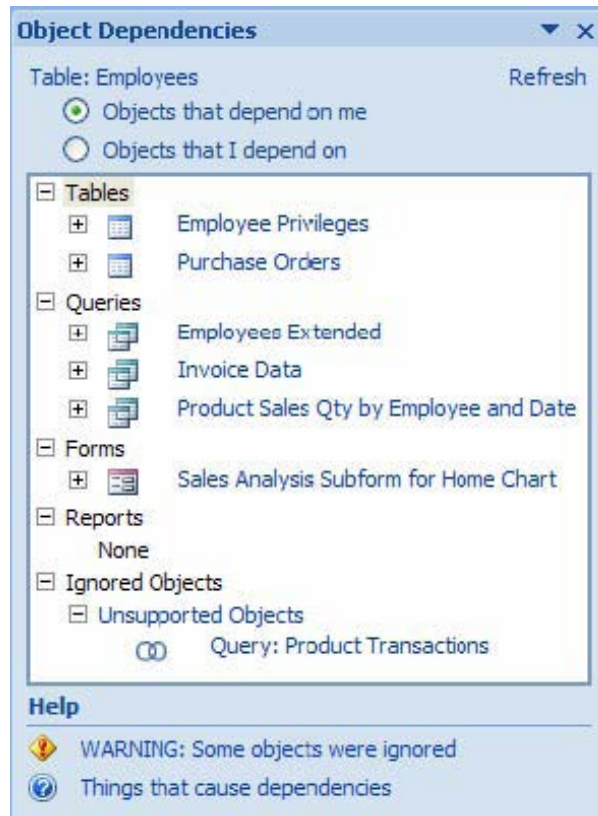 Object Dependencies
Table: Employees Refresh
Objects that depend on me
Objects that I depend on
Tables
Employee Privileges
Purchase Orders
Queries
Employees Extended
Invoice Data
Product Sales Qty by Employee and Date
Forms
Sales Analysis Subform for Home Chart
Reports
None
Ignored Objects
Unsupported Objects
Query: Product Transactions
Help
WARNING: Some objects were ignored
Things that cause dependencies